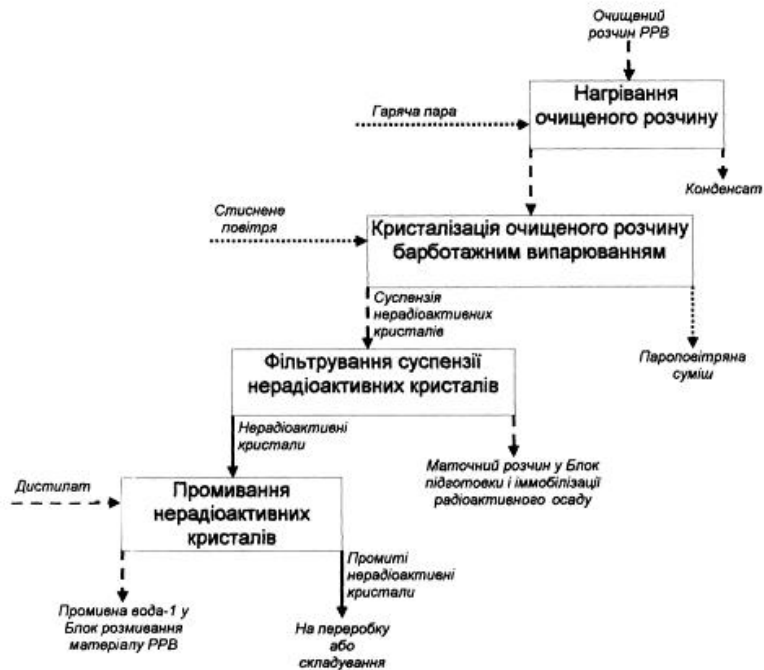 Очищений
розчин РРВ
Нагрівання
очищеного розчину
Гаряча пара
Конденсат
Стиснене
повітря
Кристалізація очищеного розчину
барботажним випарюванням
Суспензія
нерадіоактивних
кристалів
Пароповітряна
суміш
Фільтрування суспензії
нерадіоактивних кристалів
Нерадіоактивні
кристали
Маточний розчин у Блок
підготовки і іммобілізації
радіоактивного осаду
Дистилат
Промивання
нерадіоактивних
кристалів
Промиті
нерадіоактивні
кристали
Промивна вода-1 у
Блок розмивання
матеріалу РРВ
На переробку
або
складування